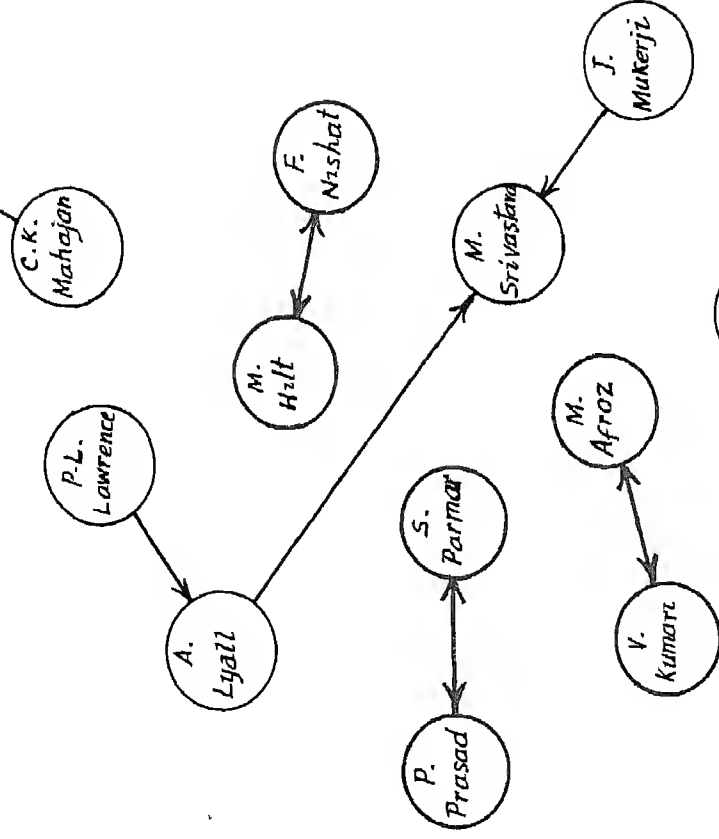 C.K.
Mahajan
P.L.
Lawrence
A.
Lyall
M.
Hilt
F.
Nishat
P.
Prasad
S.
Parmar
M.
Srivastava
M.
Afroz
J.
Mukerji
V.
Kumari